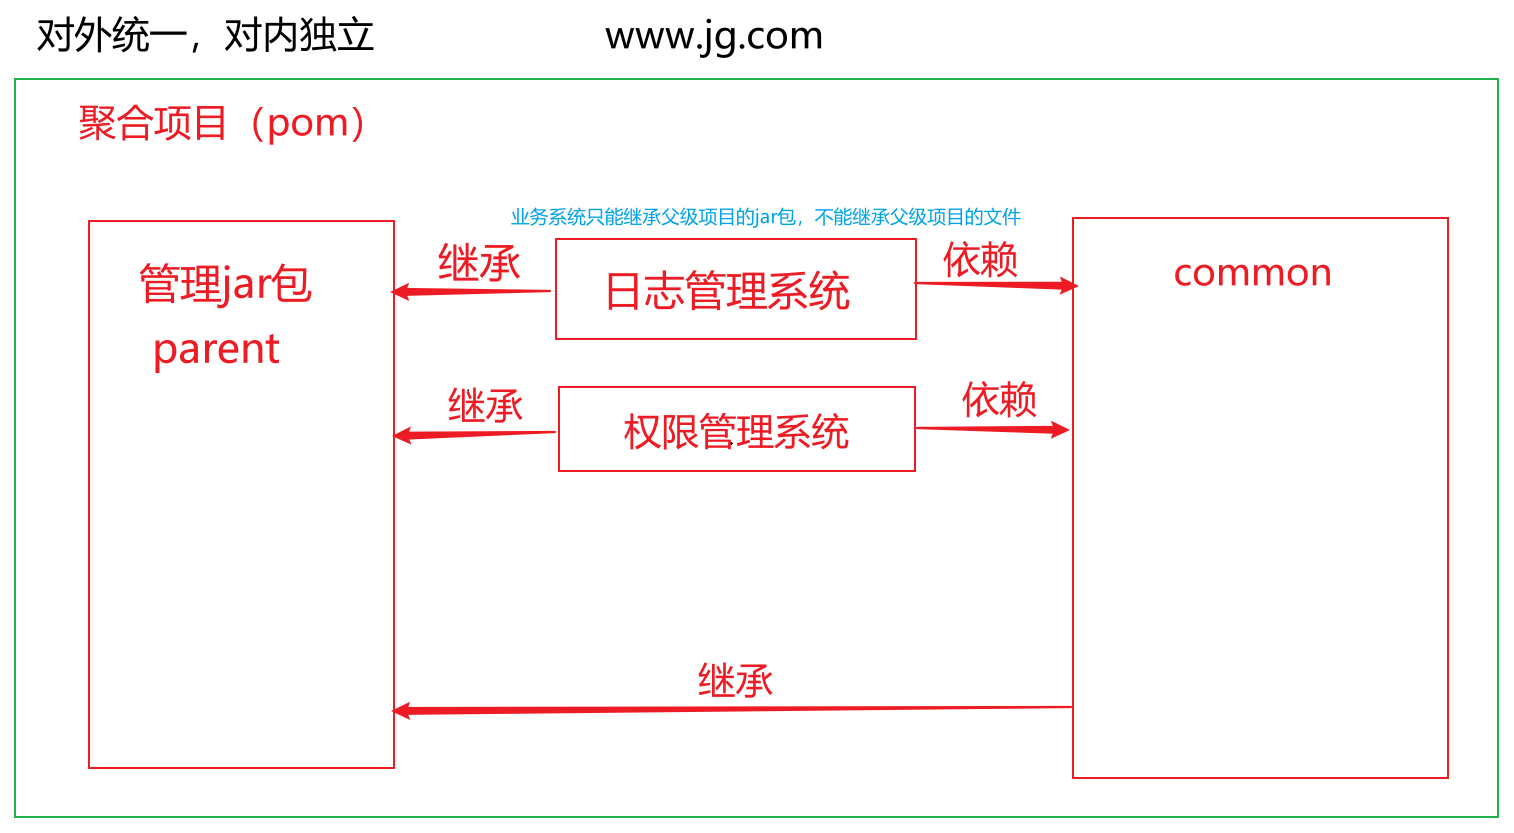 对外统一，对内独立
www.jg.com
聚合项目（pom）
业务系统只能继承父级项目的jar包，不能继承父级项目的文件
管理jar包
parent
继承
日志管理系统
依赖
common
继承
权限管理系统
依赖
继承